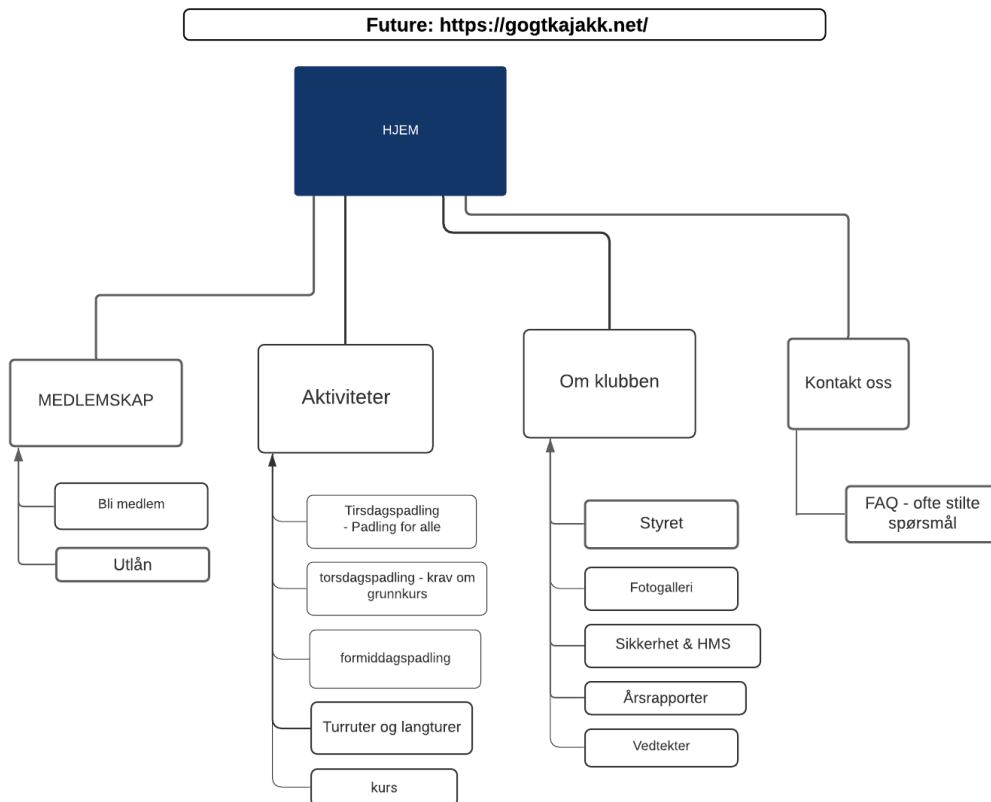 Future: https://gogtkajakk.net/
HJEM
MEDLEMSKAP
Bli medlem
Utlån
Aktiviteter
Tirsdagspadling
- Padling for alle
torsdagspadling - krav om
grunnkurs
formiddagspadling
Turruter og langturer
kurs
Om klubben
Styret
Fotogalleri
Sikkerhet & HMS
Årsrapporter
Vedtekter
Kontakt oss
FAQ - ofte stilte
spørsmål